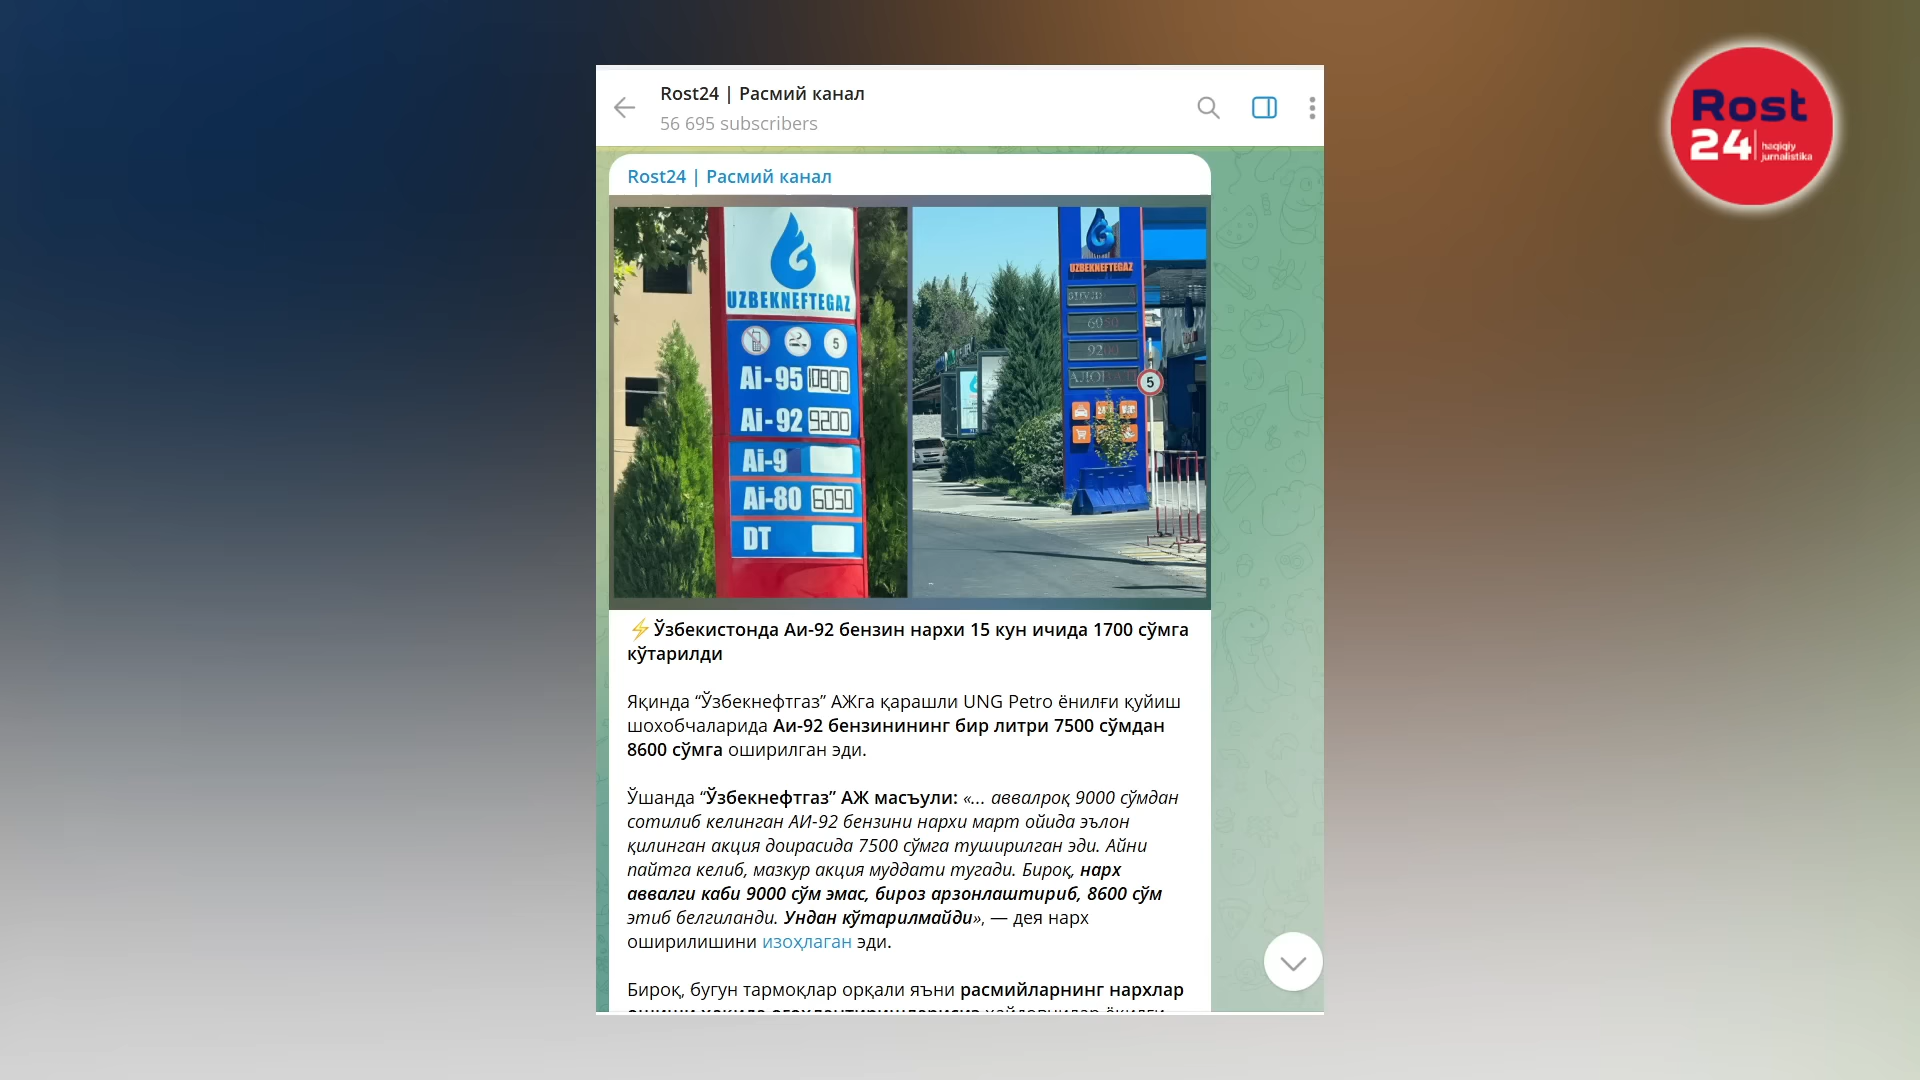 Rost24 | Расмий канал
56 695 subscribers
Rost
24
haqiqiy
jurnalistika
Rost24 | Расмий канал
UZBEKNEFTEGAZ
5
Ai-95 10800
Ai-92 9200
Ai-9
Ai-80 6050
DT
UZBEKNEFTEGAZ
6050
5
⚡Ўзбекистонда Аи-92 бензин нархи 15 кун ичида 1700 сўмга
кўтарилди
Яқинда “Ўзбекнефтгаз” АЖга қарашли UNG Petro ёнилғи қуйиш
шохобчаларида Аи-92 бензинининг бир литри 7500 сўмдан
8600 сўмга оширилган эди.
Ўшанда “Ўзбекнефтгаз” АЖ масъули: «... авварлоқ 9000 сўмдан
сотилиб келинган АИ-92 бензини нархи март ойида эълон
қилинган акция доирасида 7500 сўмга туширилган эди. Айни
пайтга келиб, мазкур акция муддати тугади. Бироқ, нарх
аввалги каби 9000 сўм эмас, бироз арзонлаштириб, 8600 сўм
этиб белгиланди. Ундан кўтарилмайди», — дея нарх
оширилишини изоҳлаган эди.
Бироқ, бугун тармоқлар орқали яъни расмийларнинг нархлар